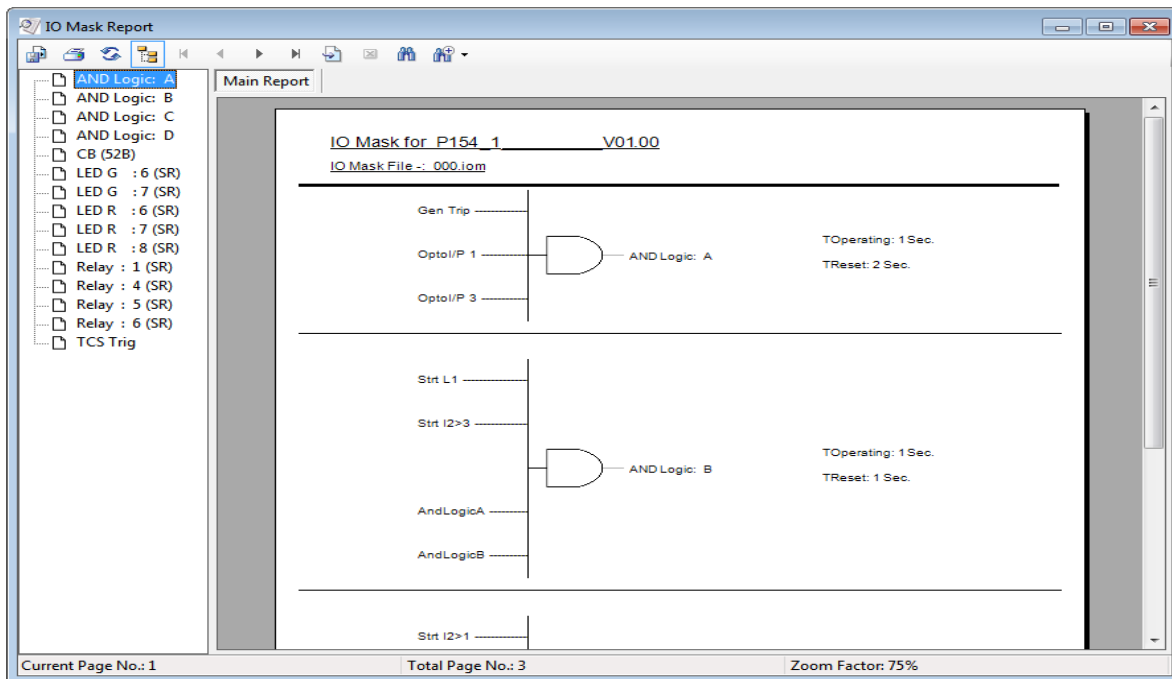 IO Mask Report
AND Logic: A
AND Logic: B
AND Logic: C
AND Logic: D
CB (52B)
LED G : 6 (SR)
LED G : 7 (SR)
LED R : 6 (SR)
LED R : 7 (SR)
LED R : 8 (SR)
Relay : 1 (SR)
Relay : 4 (SR)
Relay : 5 (SR)
Relay : 6 (SR)
TCS Trig
Main Report
IO Mask for P154_1__________V01.00
IO Mask File -: 000.iom
Gen Trip
OptoI/P 1
OptoI/P 3
AND Logic: A
TOperating: 1 Sec.
TReset: 2 Sec.
Strt L1
Strt I2>3
AndLogicA
AndLogicB
AND Logic: B
TOperating: 1 Sec.
TReset: 1 Sec.
Strt I2>1
Current Page No.: 1
Total Page No.: 3
Zoom Factor: 75%